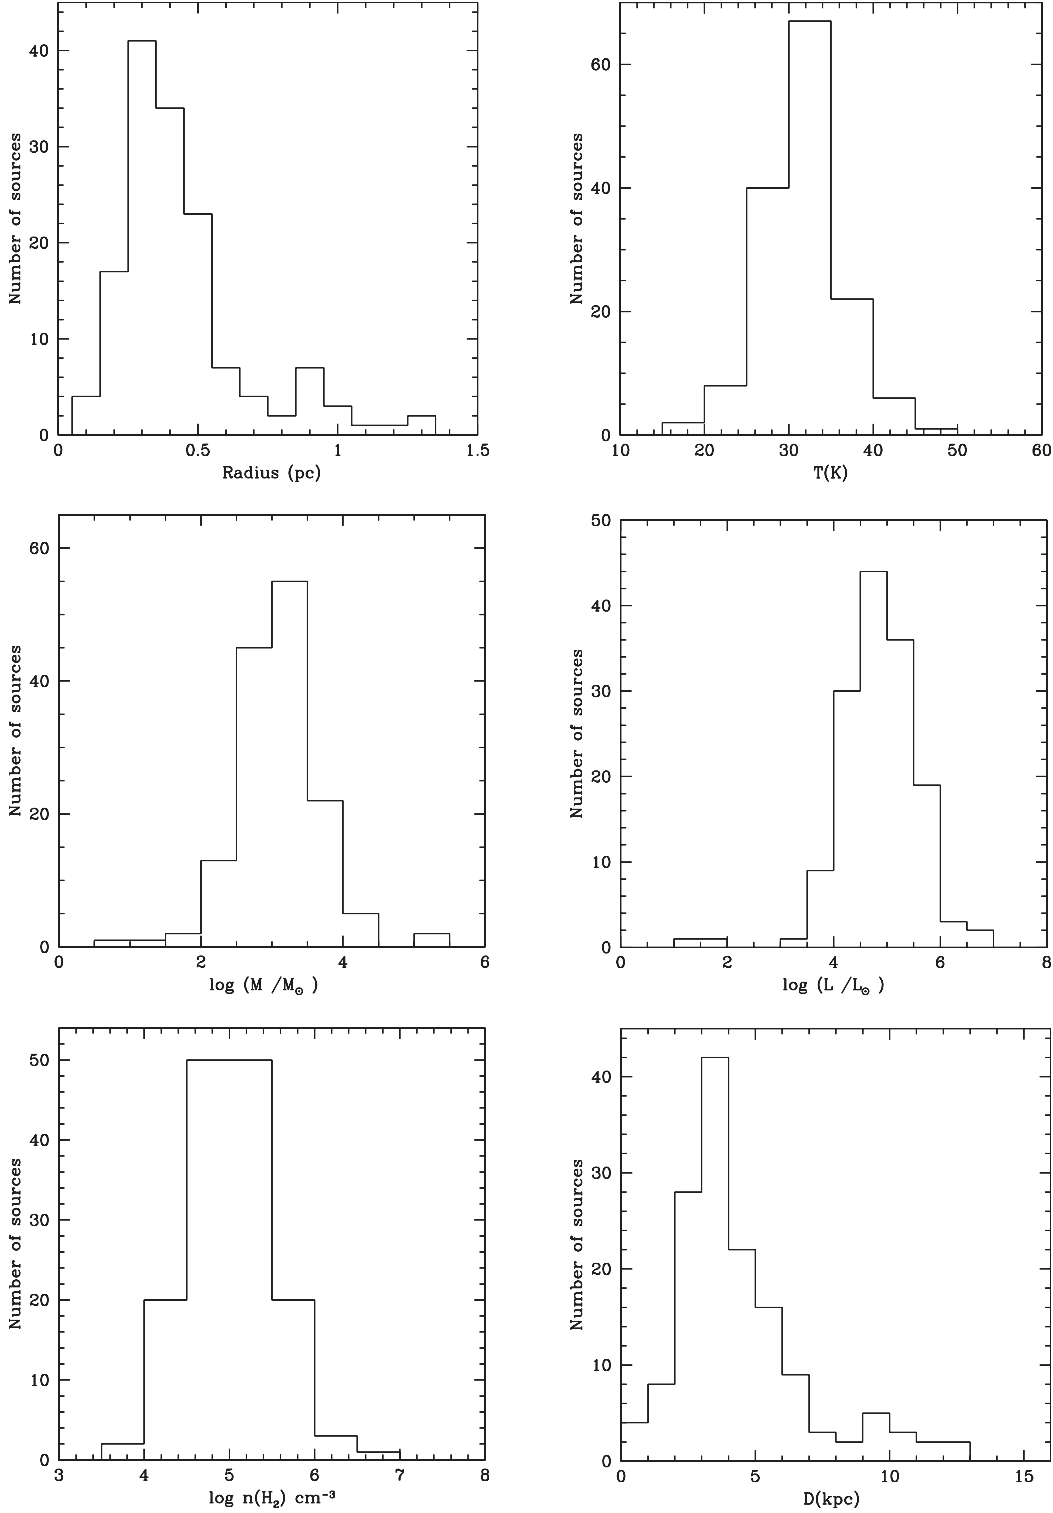 Number of sources
40
30
20
10
0
0 0.5 1 1.5
Radius (pc)
Number of sources
60
40
20
0
10 20 30 40 50 60
T(K)
Number of sources
60
40
20
0
0 2 4 6
log (M /M⊙ )
Number of sources
50
40
30
20
10
0
0 2 4 6 8
log (L /L⊙ )
Number of sources
50
40
30
20
10
0
3 4 5 6 7 8
log n(H₂) cm⁻³
Number of sources
40
30
20
10
0
0 5 10 15
D(kpc)